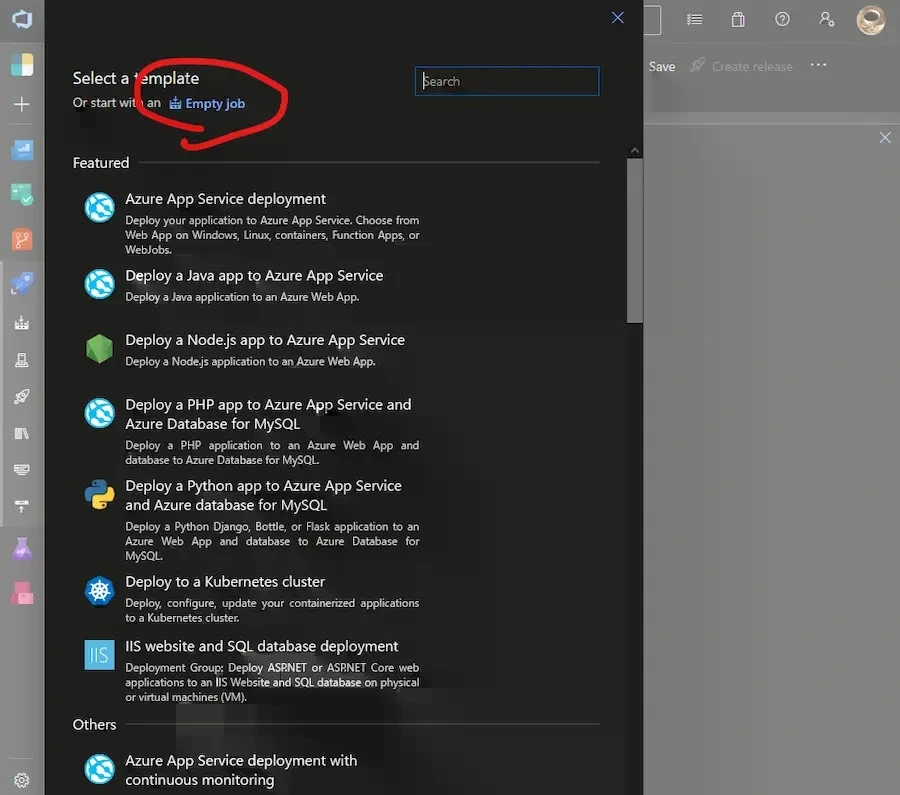 Select a template
Or start with an Empty job
Search
Save Create release ...
Featured
Azure App Service deployment
Deploy your application to Azure App Service. Choose from
Web App on Windows, Linux, containers, Function Apps, or
WebJobs.
Deploy a Java app to Azure App Service
Deploy a Java application to an Azure Web App.
Deploy a Node.js app to Azure App Service
Deploy a Node.js application to an Azure Web App.
Deploy a PHP app to Azure App Service and
Azure Database for MySQL
Deploy a PHP application to an Azure Web App and
database to Azure Database for MySQL.
Deploy a Python app to Azure App Service
and Azure database for MySQL
Deploy a Python Django, Bottle, or Flask application to an
Azure Web App and database to Azure Database for
MySQL.
Deploy to a Kubernetes cluster
Deploy, configure, update your containerized applications
to a Kubernetes cluster.
IIS
IIS website and SQL database deployment
Deployment Group: Deploy ASP.NET or ASP.NET Core web
applications to an IIS Website and SQL database on physical
or virtual machines (VM).
Others
Azure App Service deployment with
continuous monitoring